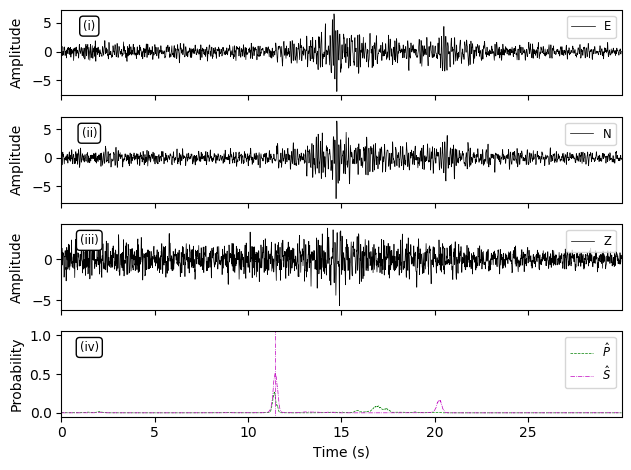 (i)
E
5
0
−5
Amplitude
(ii)
N
5
0
−5
Amplitude
(iii)
Z
0
−5
Amplitude
(iv)
P̂
Ŝ
1.0
0.5
0.0
Probability
0 5 10 15 20 25
Time (s)